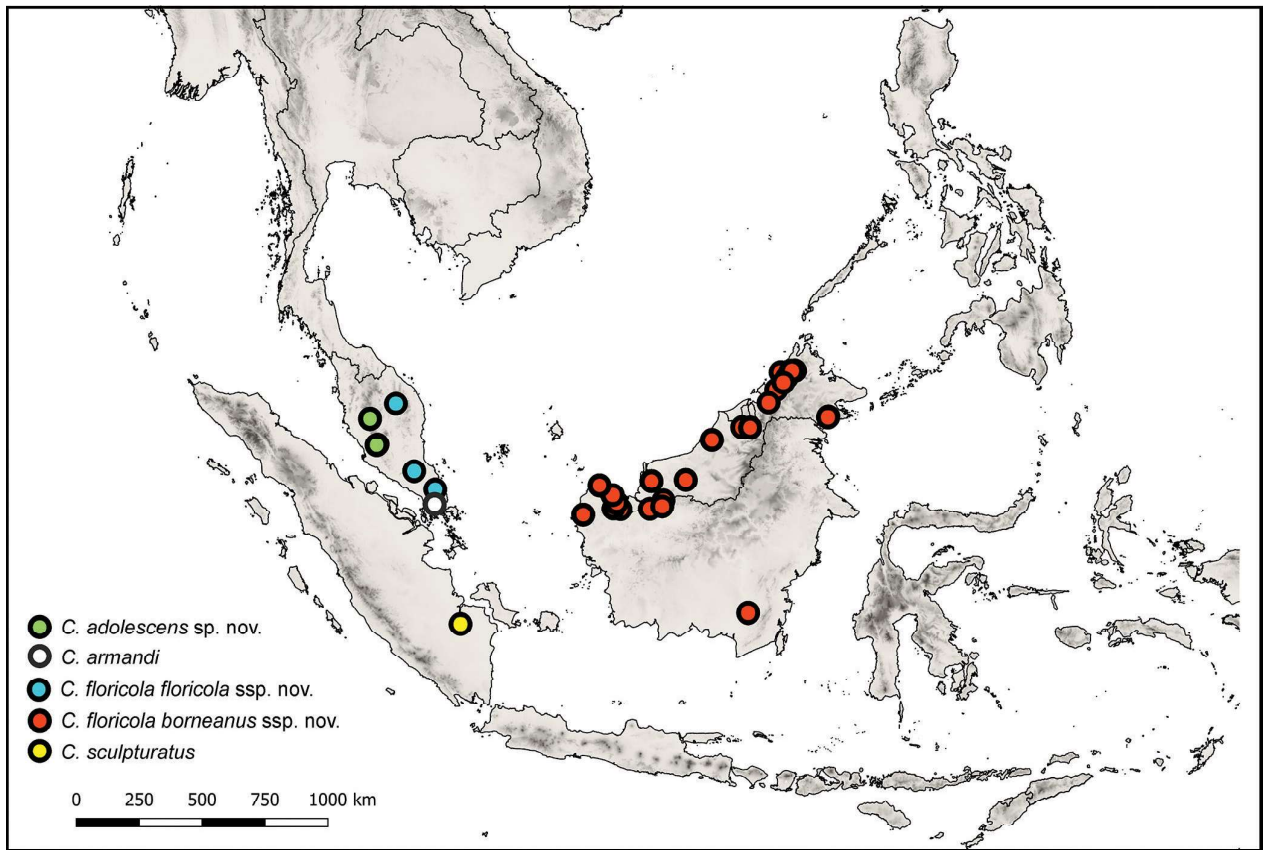 C. adolescens sp. nov.
C. armandi
C. floricola floricola ssp. nov.
C. floricola borneanus ssp. nov.
C. sculpturatus
0 250 500 750 1000 km